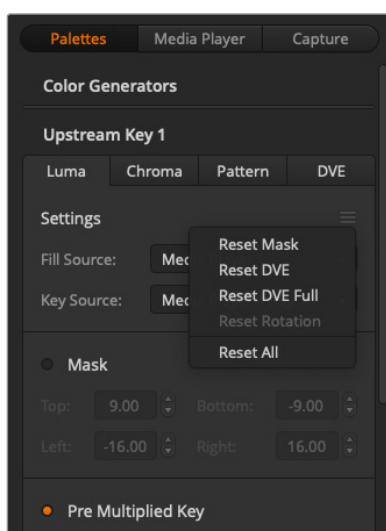 Palettes Media Player Capture
Color Generators
Upstream Key 1
Luma Chroma Pattern DVE
Settings
Reset Mask
Fill Source: Med
Reset DVE
Reset DVE Full
Key Source: Med
Reset Rotation
Reset All
Mask
Top: 9.00 Bottom: -9.00
Left: -16.00 Right: 16.00
Pre Multiplied Key